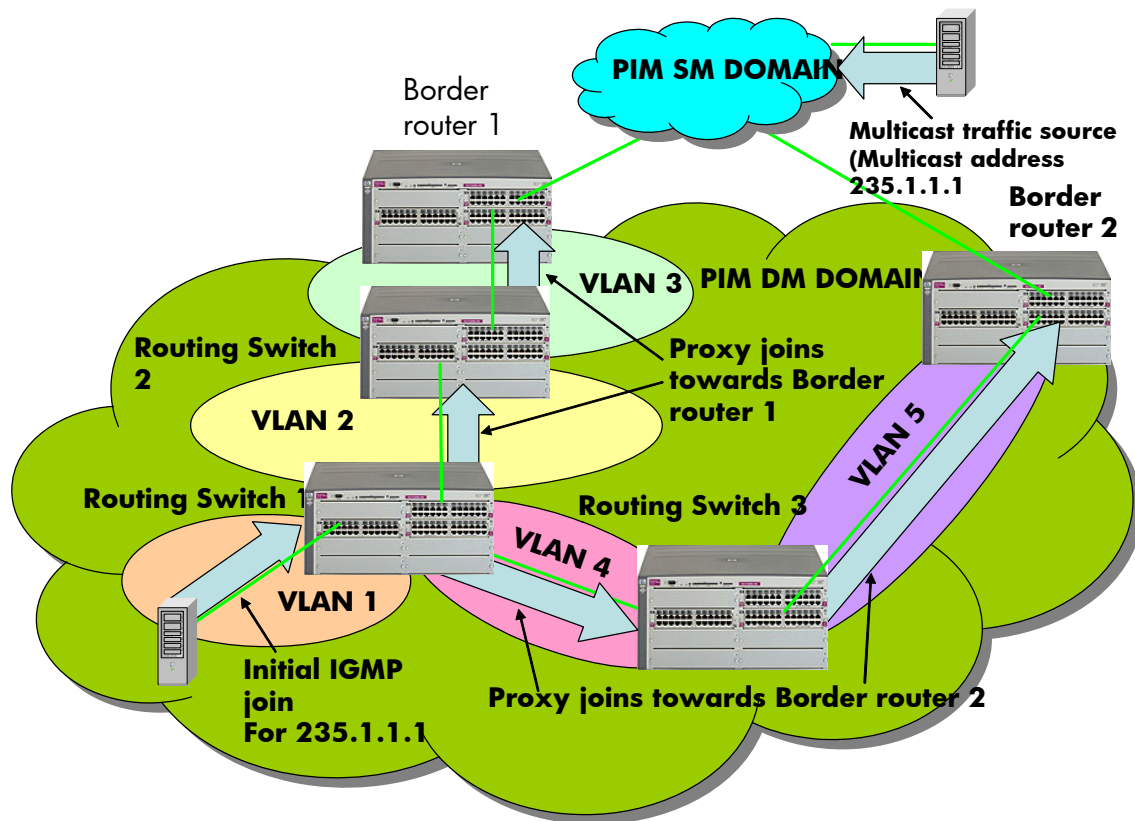 PIM SM DOMAIN
Border
router 1
Multicast traffic source
(Multicast address
235.1.1.1
Border
router 2
VLAN 3
PIM DM DOMAIN
Routing Switch
2
Proxy joins
towards Border
router 1
VLAN 2
VLAN 5
Routing Switch 1
Routing Switch 3
VLAN 4
VLAN 1
Initial IGMP
join
For 235.1.1.1
Proxy joins towards Border router 2